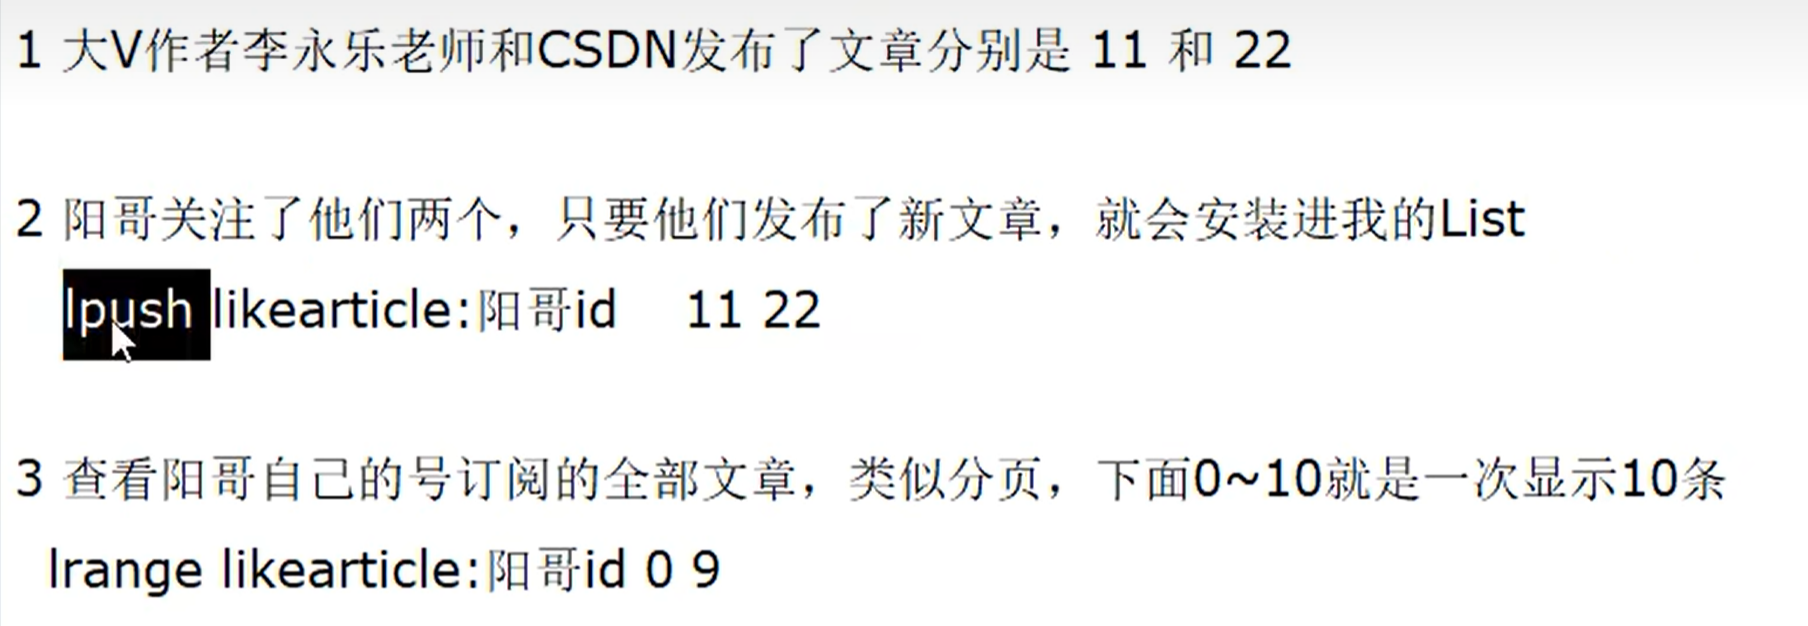 1 大V作者李永乐老师和CSDN发布了文章分别是 11 和 22
2 阳哥关注了他们两个，只要他们发布了新文章，就会安装进我的List
lpush likearticle:阳哥id 11 22
3 查看阳哥自己的号订阅的全部文章，类似分页，下面0~10就是一次显示10条
lrange likearticle:阳哥id 0 9